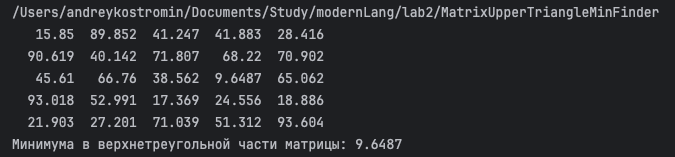 /Users/andreykostromin/Documents/Study/modernLang/lab2/MatrixUpperTriangleMinFinder
15.85 89.852 41.247 41.883 28.416
90.619 40.142 71.807 68.22 70.902
45.61 66.76 38.562 9.6487 65.062
93.018 52.991 17.369 24.556 18.886
21.903 27.201 71.039 51.312 93.604
Минимума в верхнетреугольной части матрицы: 9.6487